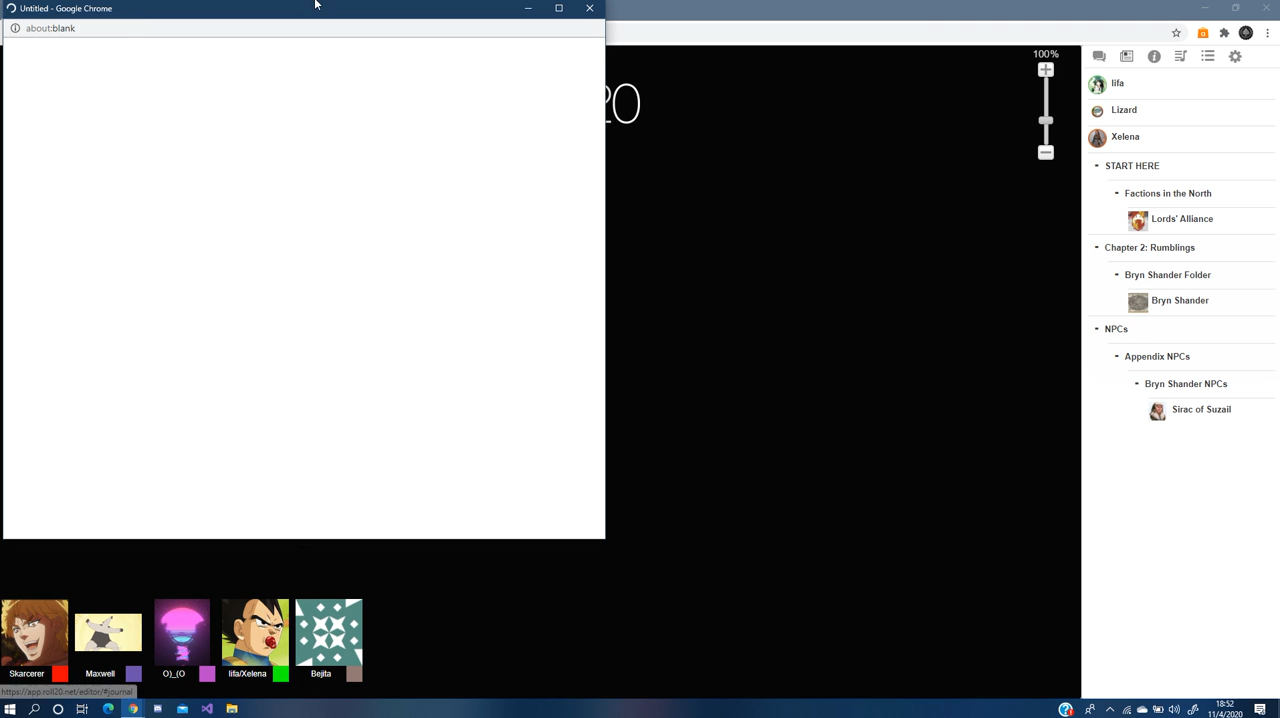 Untitled - Google Chrome
about:blank
20
100%
lifa
Lizard
Xelena
START HERE
Factions in the North
Lords' Alliance
Chapter 2: Rumblings
Bryn Shander Folder
Bryn Shander
NPCs
Appendix NPCs
Bryn Shander NPCs
Sirac of Suzail
Skarcerer
Maxwell
O)_(O
lifa/Xelena
Bejita
https://app.roll20.net/editor/#journal
18:52
11/4/2020